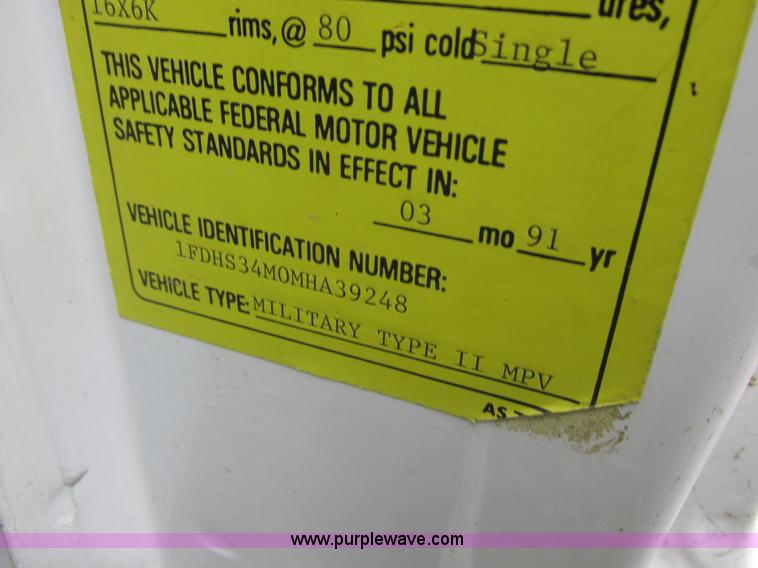 16X6K rims, @ 80 psi cold Single
THIS VEHICLE CONFORMS TO ALL
APPLICABLE FEDERAL MOTOR VEHICLE
SAFETY STANDARDS IN EFFECT IN:
03 mo 91 yr
VEHICLE IDENTIFICATION NUMBER:
1FDHS34M0MHA39248
VEHICLE TYPE: MILITARY TYPE II MPV
AS
www.purplewave.com